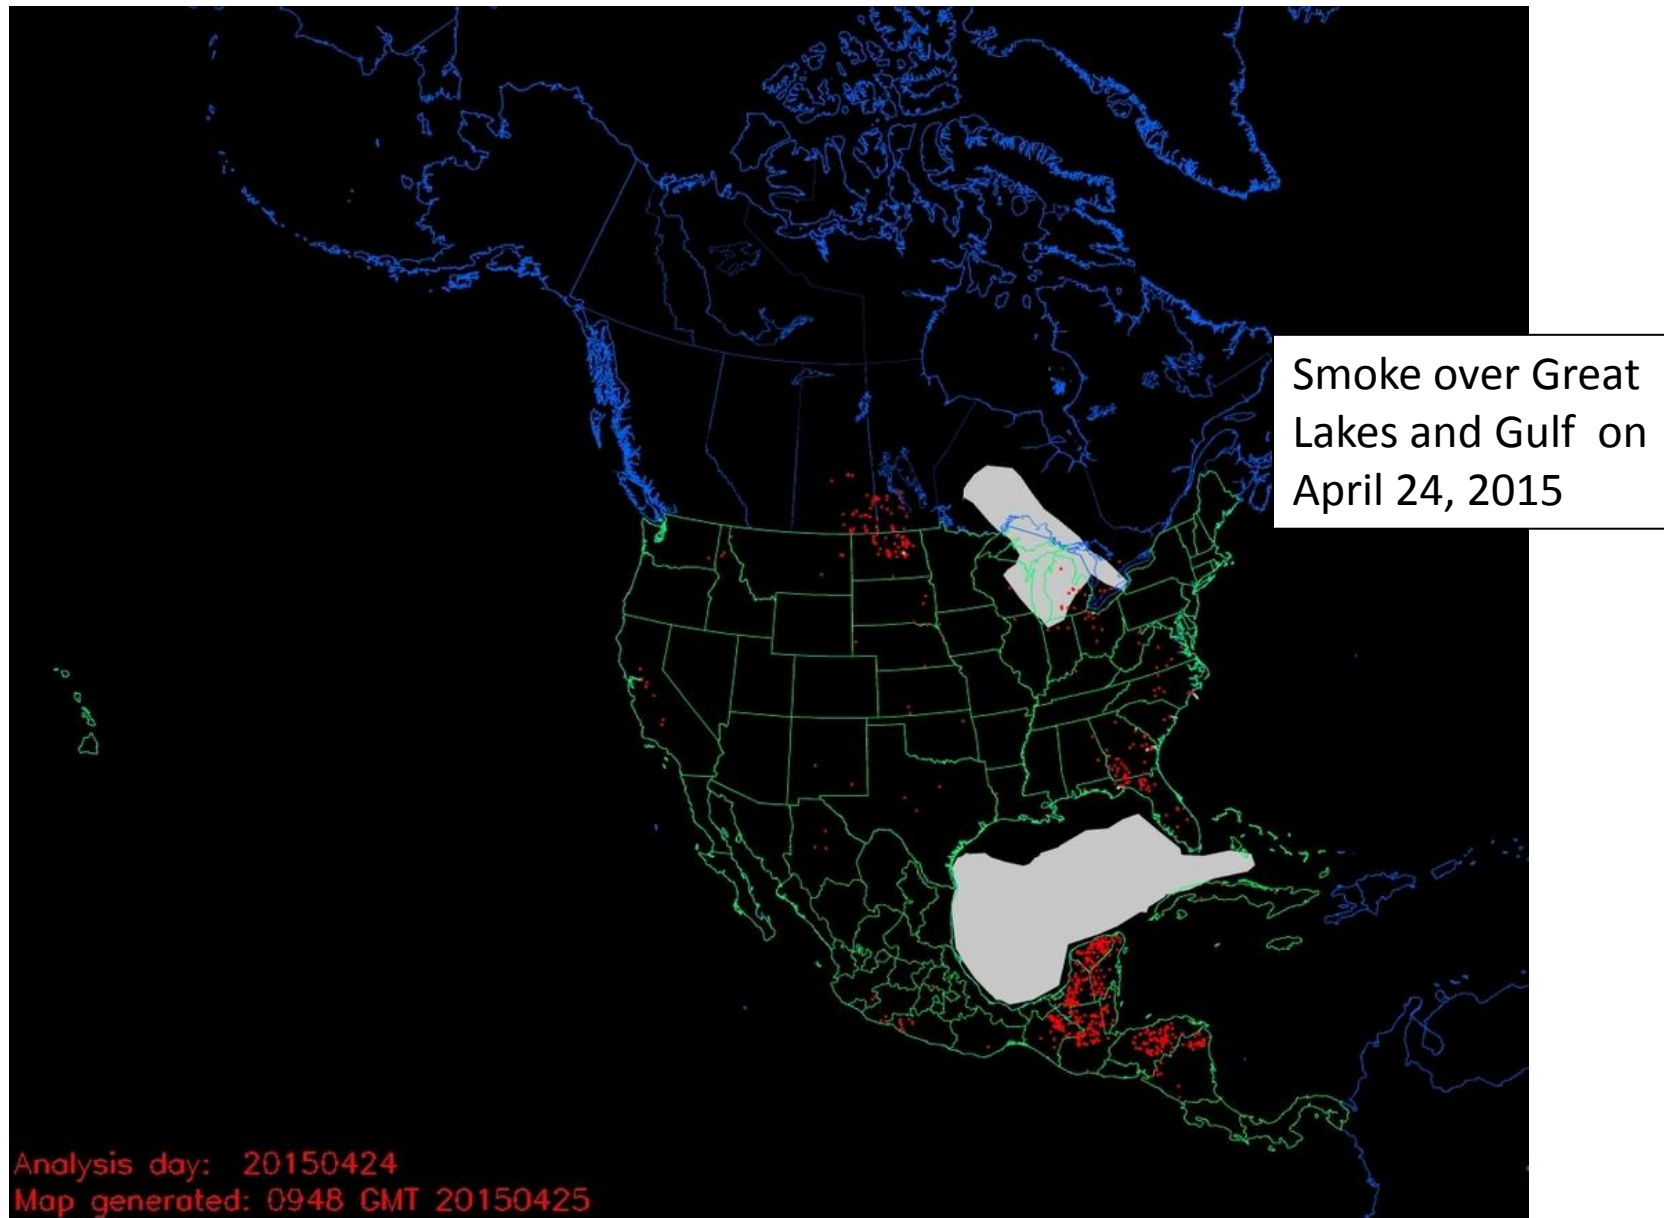 Smoke over Great
Lakes and Gulf on
April 24, 2015
Analysis day: 20150424
Map generated: 0948 GMT 20150425